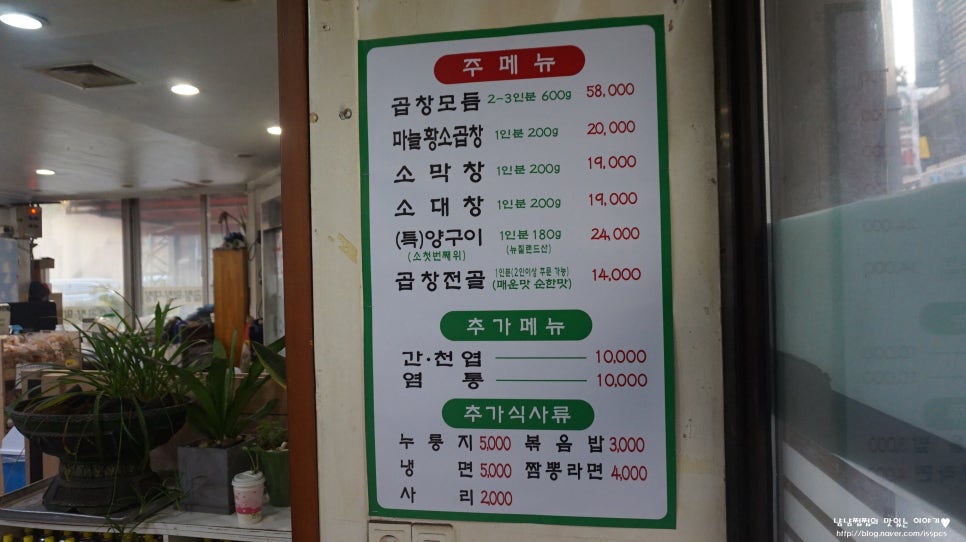 주 메 뉴
곱창모듬 2-3인분 600g 58,000
마늘황소곱창 1인분 200g 20,000
소 막 창 1인분 200g 19,000
소 대 창 1인분 200g 19,000
(특)양구이 1인분 180g 24,000
(소첫번째위) (뉴질랜드산)
곱창전골 1인분(2인이상 주문 가능) (매운맛 순한맛) 14,000
추가메뉴
간·천엽 10,000
염 통 10,000
추가식사류
누룽지 5,000 볶음밥 3,000
냉 면 5,000 짬뽕라면 4,000
사 리 2,000
냠냠쩝쩝의 맛있는 이야기♥
http://blog.naver.com/isspcs